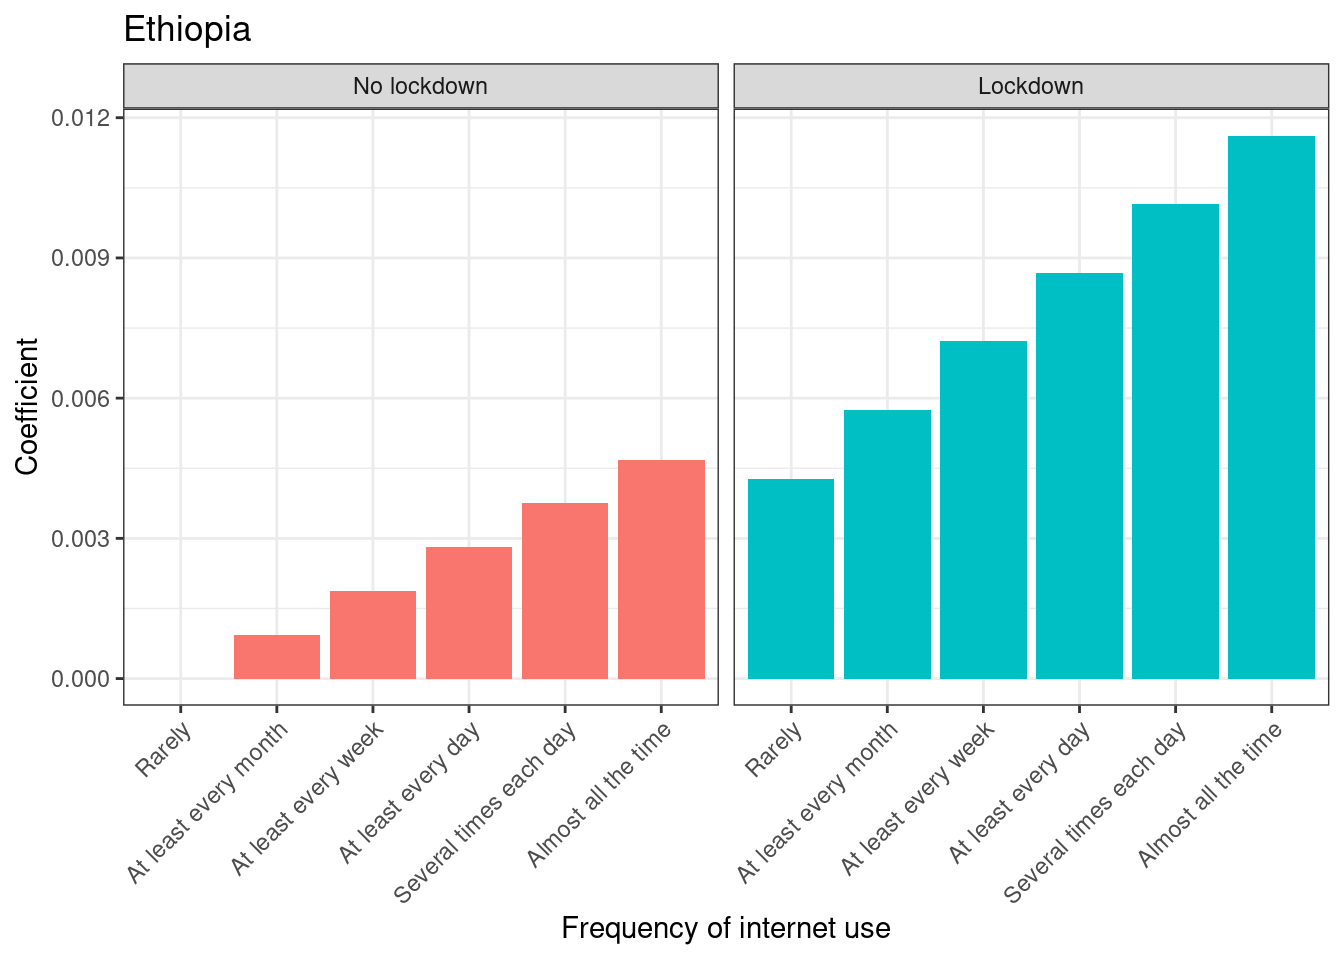 Ethiopia
No lockdown
Lockdown
Coefficient
0.012
0.009
0.006
0.003
0.000
Rarely
At least every month
At least every week
At least every day
Several times each day
Almost all the time
Rarely
At least every month
At least every week
At least every day
Several times each day
Almost all the time
Frequency of internet use